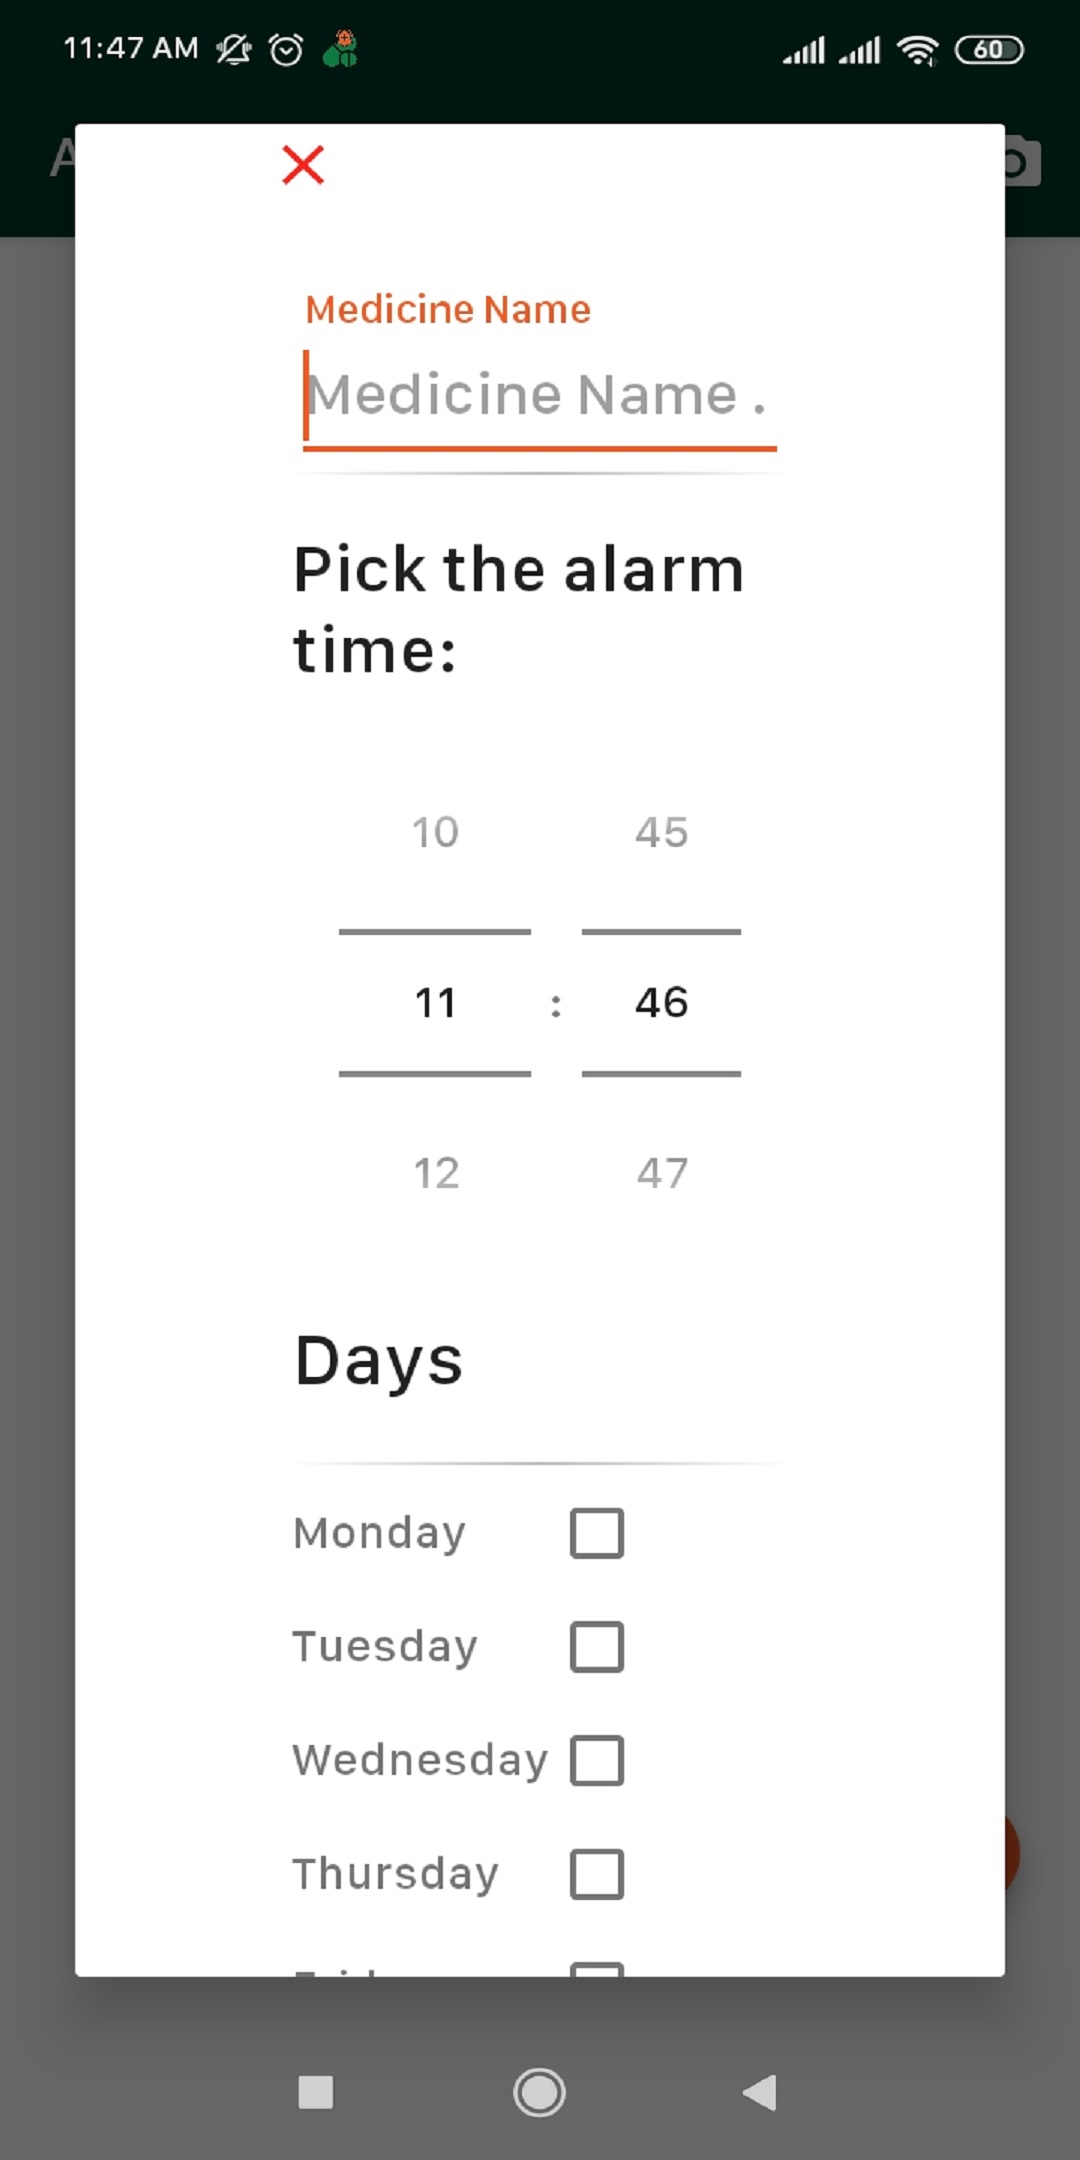 11:47 AM 60
A
Medicine Name
Medicine Name .
Pick the alarm
time:
10 45
11 : 46
12 47
Days
Monday
Tuesday
Wednesday
Thursday